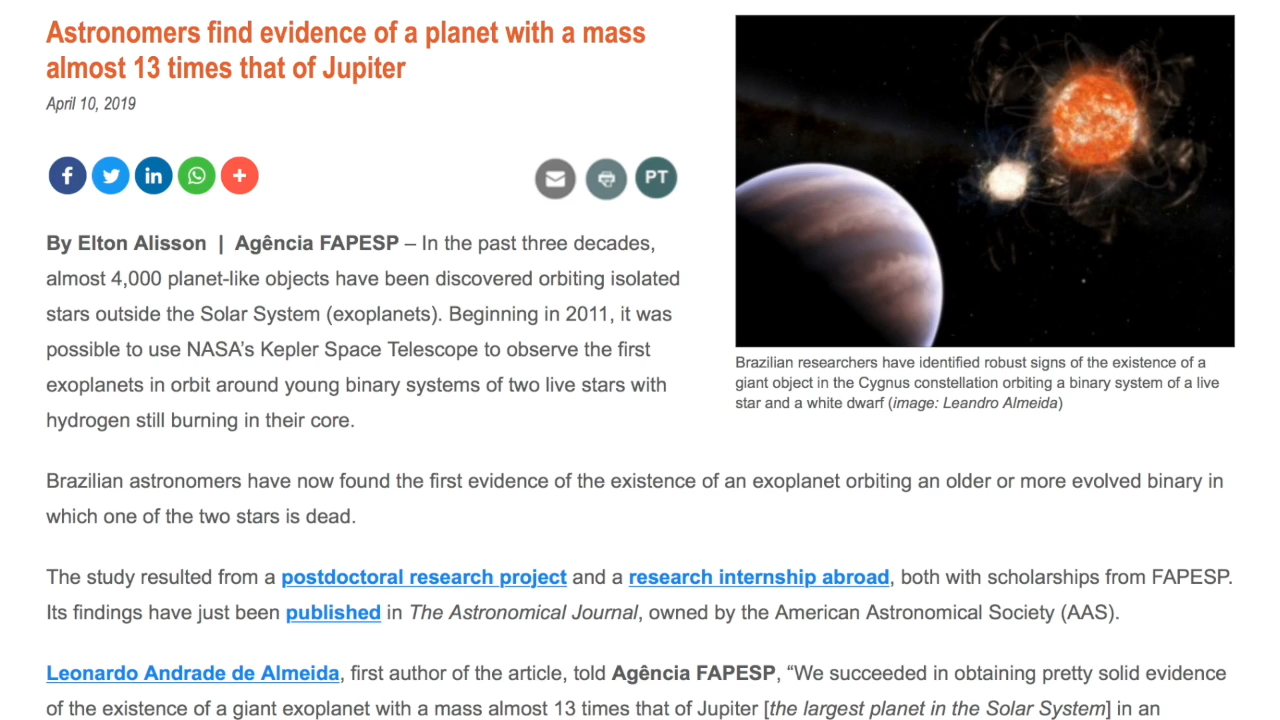 Astronomers find evidence of a planet with a mass
almost 13 times that of Jupiter
April 10, 2019
f in + PT
By Elton Alisson | Agência FAPESP – In the past three decades,
almost 4,000 planet-like objects have been discovered orbiting isolated
stars outside the Solar System (exoplanets). Beginning in 2011, it was
possible to use NASA's Kepler Space Telescope to observe the first
exoplanets in orbit around young binary systems of two live stars with
hydrogen still burning in their core.
Brazilian researchers have identified robust signs of the existence of a
giant object in the Cygnus constellation orbiting a binary system of a live
star and a white dwarf (image: Leandro Almeida)
Brazilian astronomers have now found the first evidence of the existence of an exoplanet orbiting an older or more evolved binary in
which one of the two stars is dead.
The study resulted from a postdoctoral research project and a research internship abroad, both with scholarships from FAPESP.
Its findings have just been published in The Astronomical Journal, owned by the American Astronomical Society (AAS).
Leonardo Andrade de Almeida, first author of the article, told Agência FAPESP, “We succeeded in obtaining pretty solid evidence
of the existence of a giant exoplanet with a mass almost 13 times that of Jupiter [the largest planet in the Solar System] in an